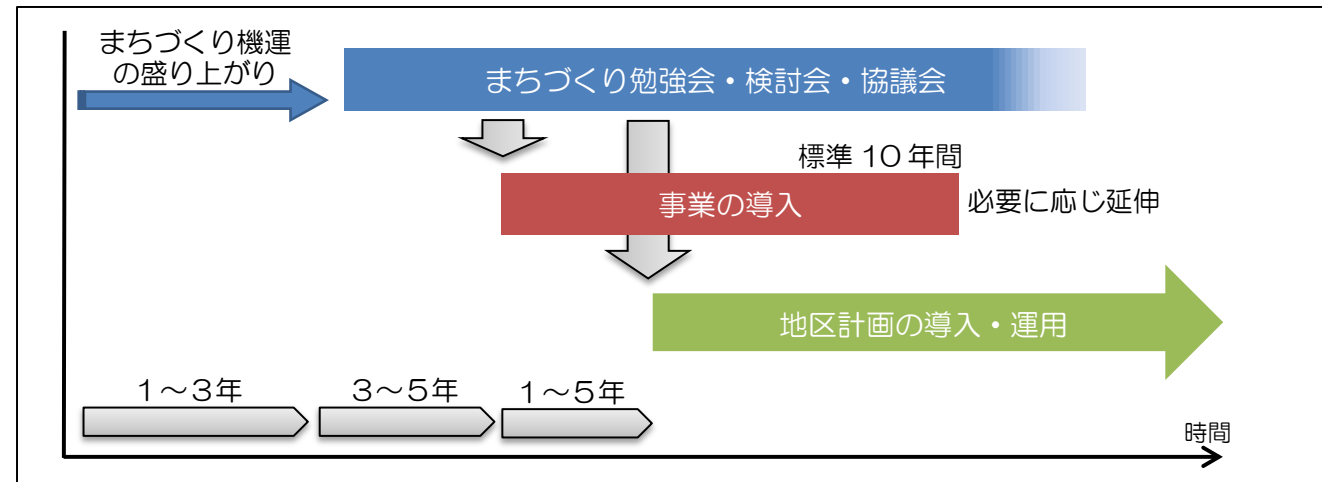 まちづくり機運
の盛り上がり
まちづくり勉強会・検討会・協議会
標準 10 年間
事業の導入
必要に応じ延伸
地区計画の導入・運用
１～３年
３～５年
１～５年
時間